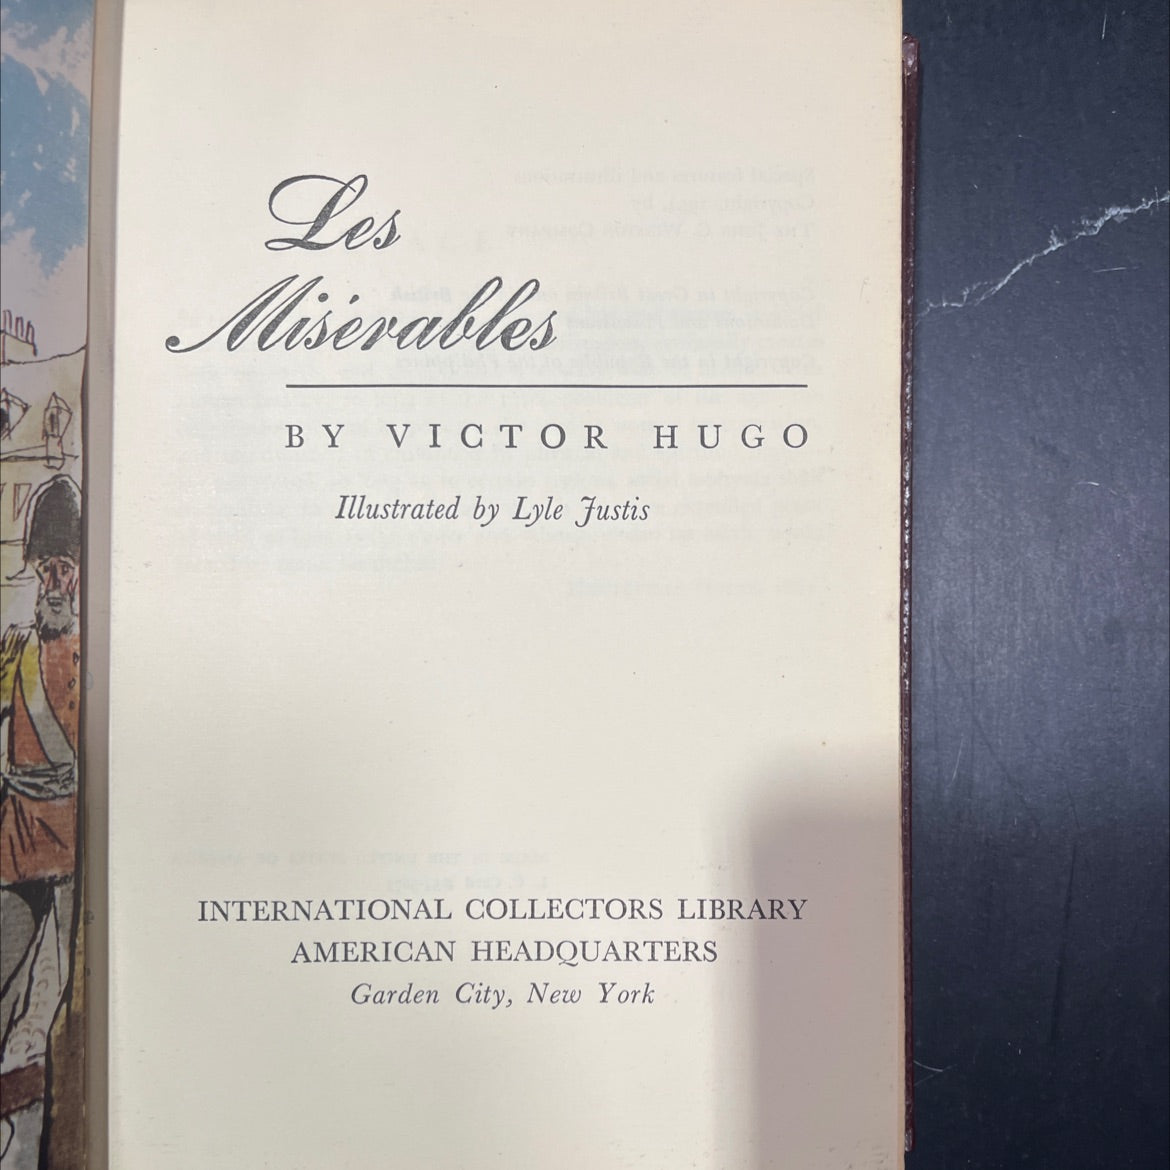 Les
Misérables
BY VICTOR HUGO
Illustrated by Lyle Justis
INTERNATIONAL COLLECTORS LIBRARY
AMERICAN HEADQUARTERS
Garden City, New York